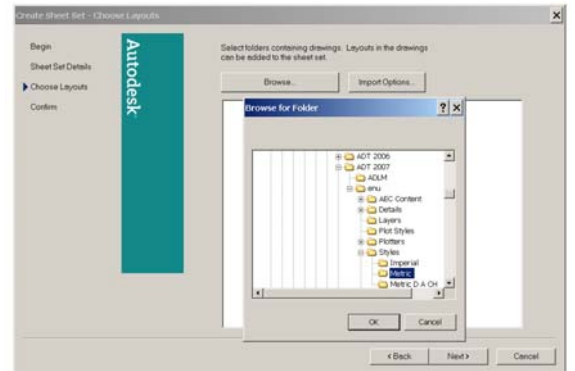 Create Sheet Set - Choose Layouts
Begin
Sheet Set Details
Choose Layouts
Confirm
Autodesk
Select folders containing drawings. Layouts in the drawings
can be added to the sheet set.
Browse...
Import Options...
Browse for Folder
ADT 2006
ADT 2007
ADLM
enu
AEC Content
Details
Layers
Plot Styles
Plotters
Styles
Imperial
Metric
Metric D A CH
OK
Cancel
< Back
Next >
Cancel